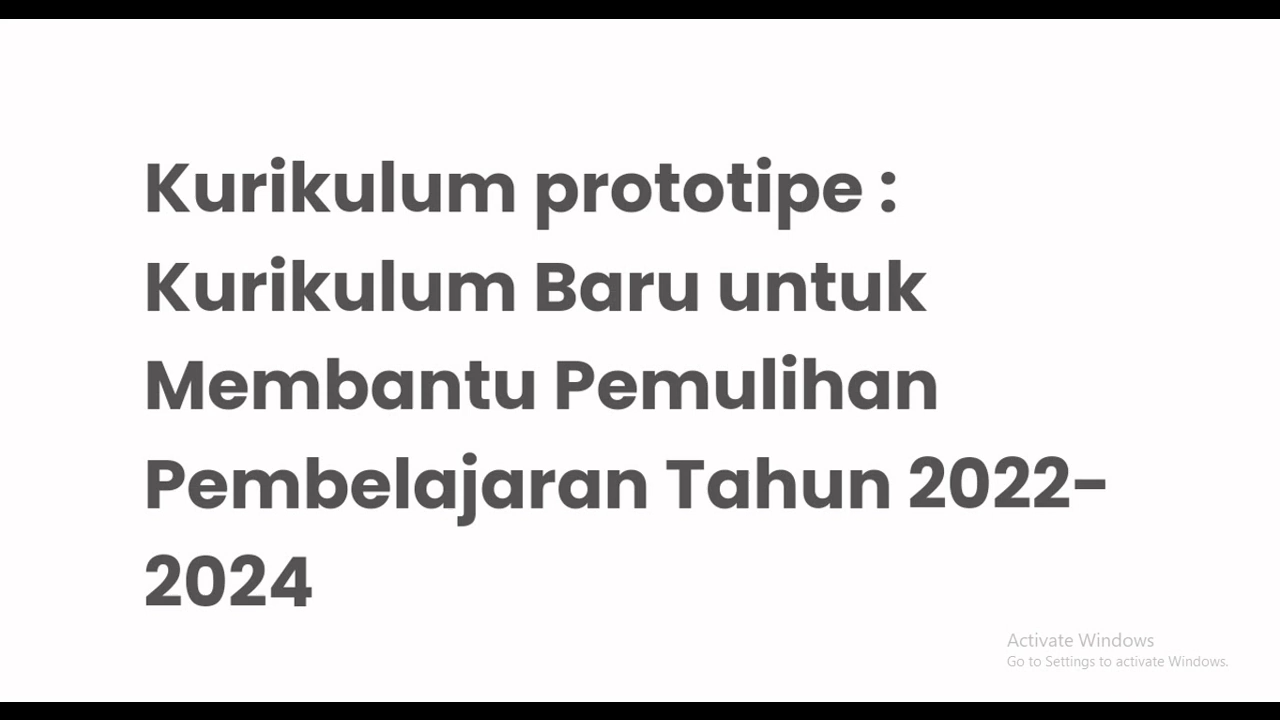 Kurikulum prototipe :
Kurikulum Baru untuk
Membantu Pemulihan
Pembelajaran Tahun 2022-
2024
Activate Windows
Go to Settings to activate Windows.